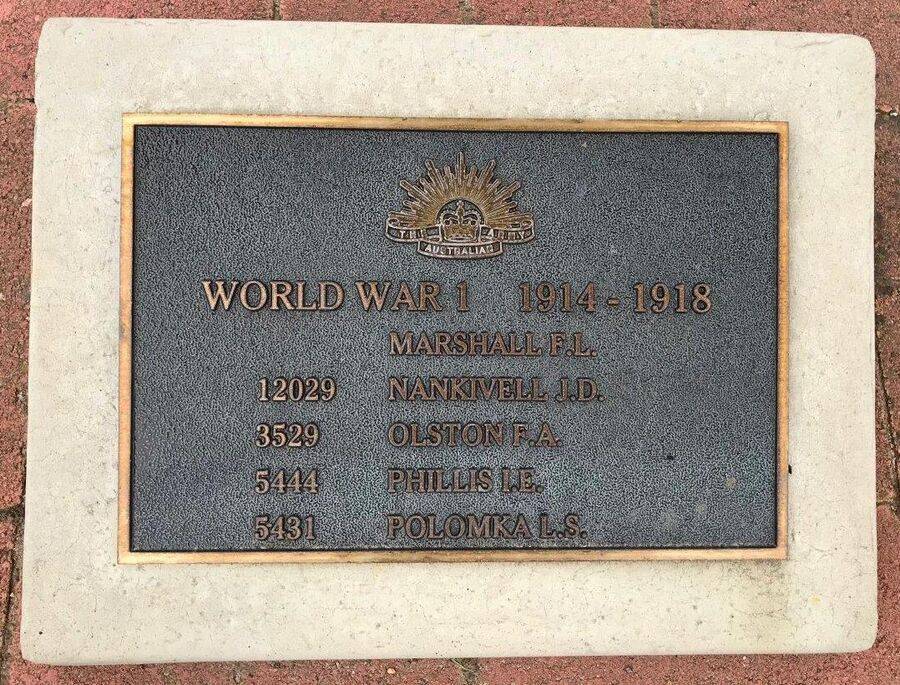 THE ARMY
AUSTRALIAN
WORLD WAR 1 1914 - 1918
MARSHALL F.L.
12029 NANKIVELL J.D.
3529 OLSTON F.A.
5444 PHILLIS I.E.
5431 POLOMKA L.S.